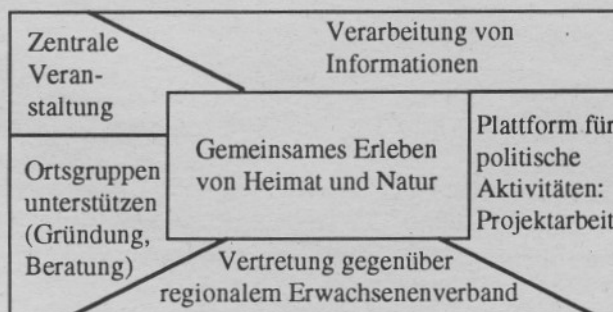 Zentrale
Veran-
staltung
Verarbeitung von
Informationen
Gemeinsames Erleben
von Heimat und Natur
Plattform für
politische
Aktivitäten:
Projektarbeit
Ortsgruppen
unterstützen
(Gründung,
Beratung)
Vertretung gegenüber
regionalem Erwachsenenverband